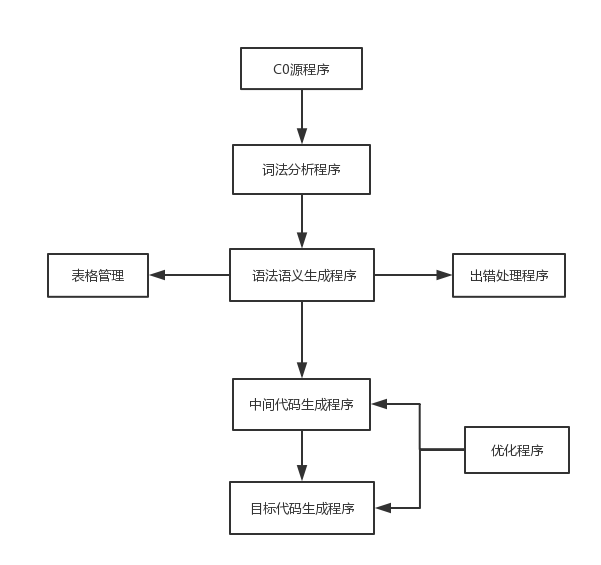 C0源程序
词法分析程序
表格管理
语法语义生成程序
出错处理程序
中间代码生成程序
优化程序
目标代码生成程序